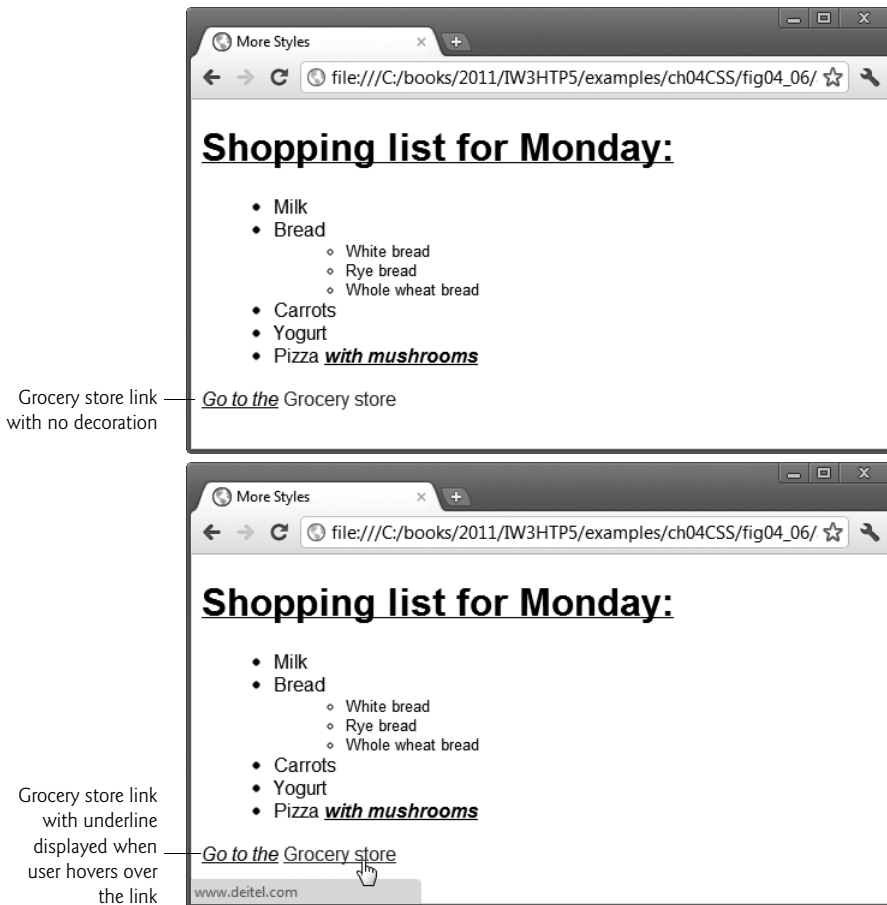 More Styles
file:///C:/books/2011/IW3HTP5/examples/ch04CSS/fig04_06/
Shopping list for Monday:
Milk
Bread
White bread
Rye bread
Whole wheat bread
Carrots
Yogurt
Pizza with mushrooms
Go to the Grocery store
Grocery store link
with no decoration
More Styles
file:///C:/books/2011/IW3HTP5/examples/ch04CSS/fig04_06/
Shopping list for Monday:
Milk
Bread
White bread
Rye bread
Whole wheat bread
Carrots
Yogurt
Pizza with mushrooms
Go to the Grocery store
www.deitel.com
Grocery store link
with underline
displayed when
user hovers over
the link